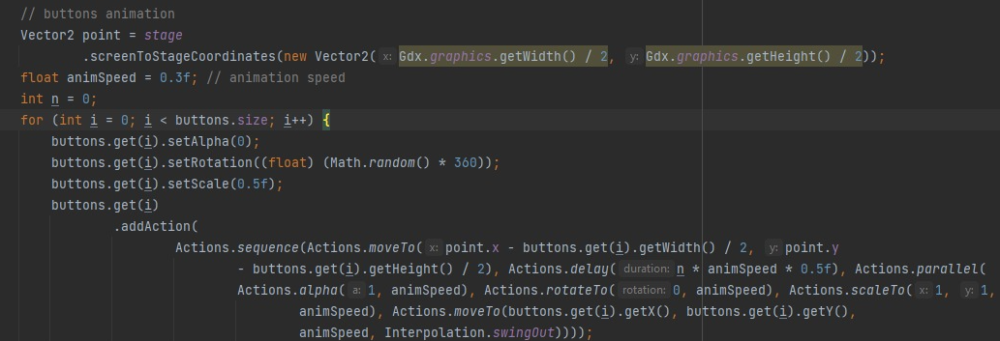 // buttons animation
Vector2 point = stage
.screenToStageCoordinates(new Vector2( x: Gdx.graphics.getWidth() / 2, y: Gdx.graphics.getHeight() / 2));
float animSpeed = 0.3f; // animation speed
int n = 0;
for (int i = 0; i < buttons.size; i++) {
buttons.get(i).setAlpha(0);
buttons.get(i).setRotation((float) (Math.random() * 360));
buttons.get(i).setScale(0.5f);
buttons.get(i)
.addAction(
Actions.sequence(Actions.moveTo( x: point.x - buttons.get(i).getWidth() / 2, y: point.y
- buttons.get(i).getHeight() / 2), Actions.delay( duration: n * animSpeed * 0.5f), Actions.parallel(
Actions.alpha( a: 1, animSpeed), Actions.rotateTo( rotation: 0, animSpeed), Actions.scaleTo( x: 1, y: 1,
animSpeed), Actions.moveTo(buttons.get(i).getX(), buttons.get(i).getY(),
animSpeed, Interpolation.swingOut))));